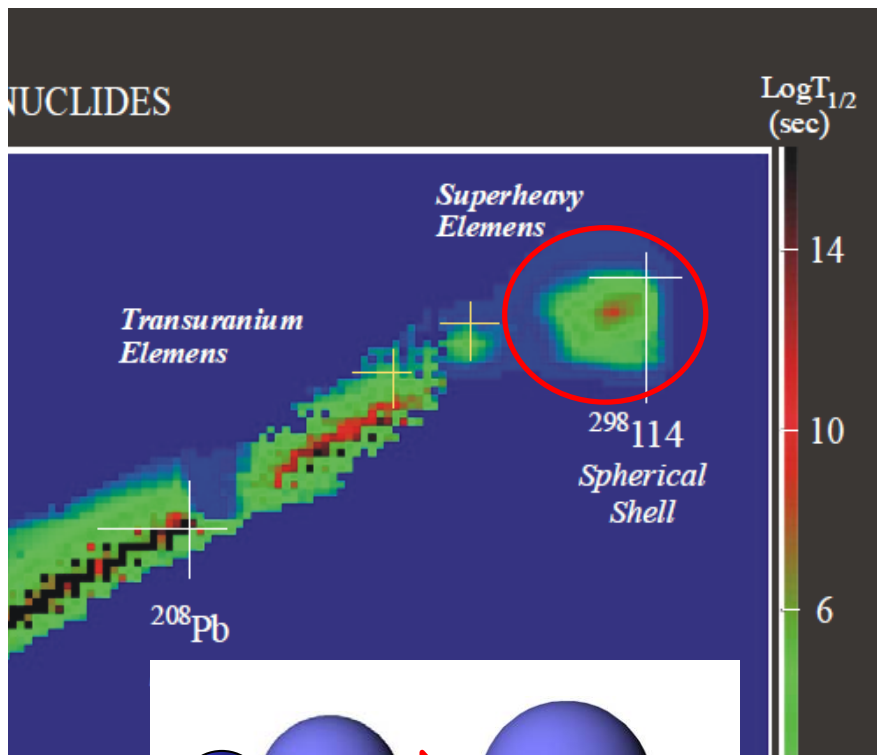 NUCLIDES
LogT1/2
(sec)
Superheavy
Elemens
14
Transuranium
Elemens
298114
10
Spherical
Shell
6
208Pb